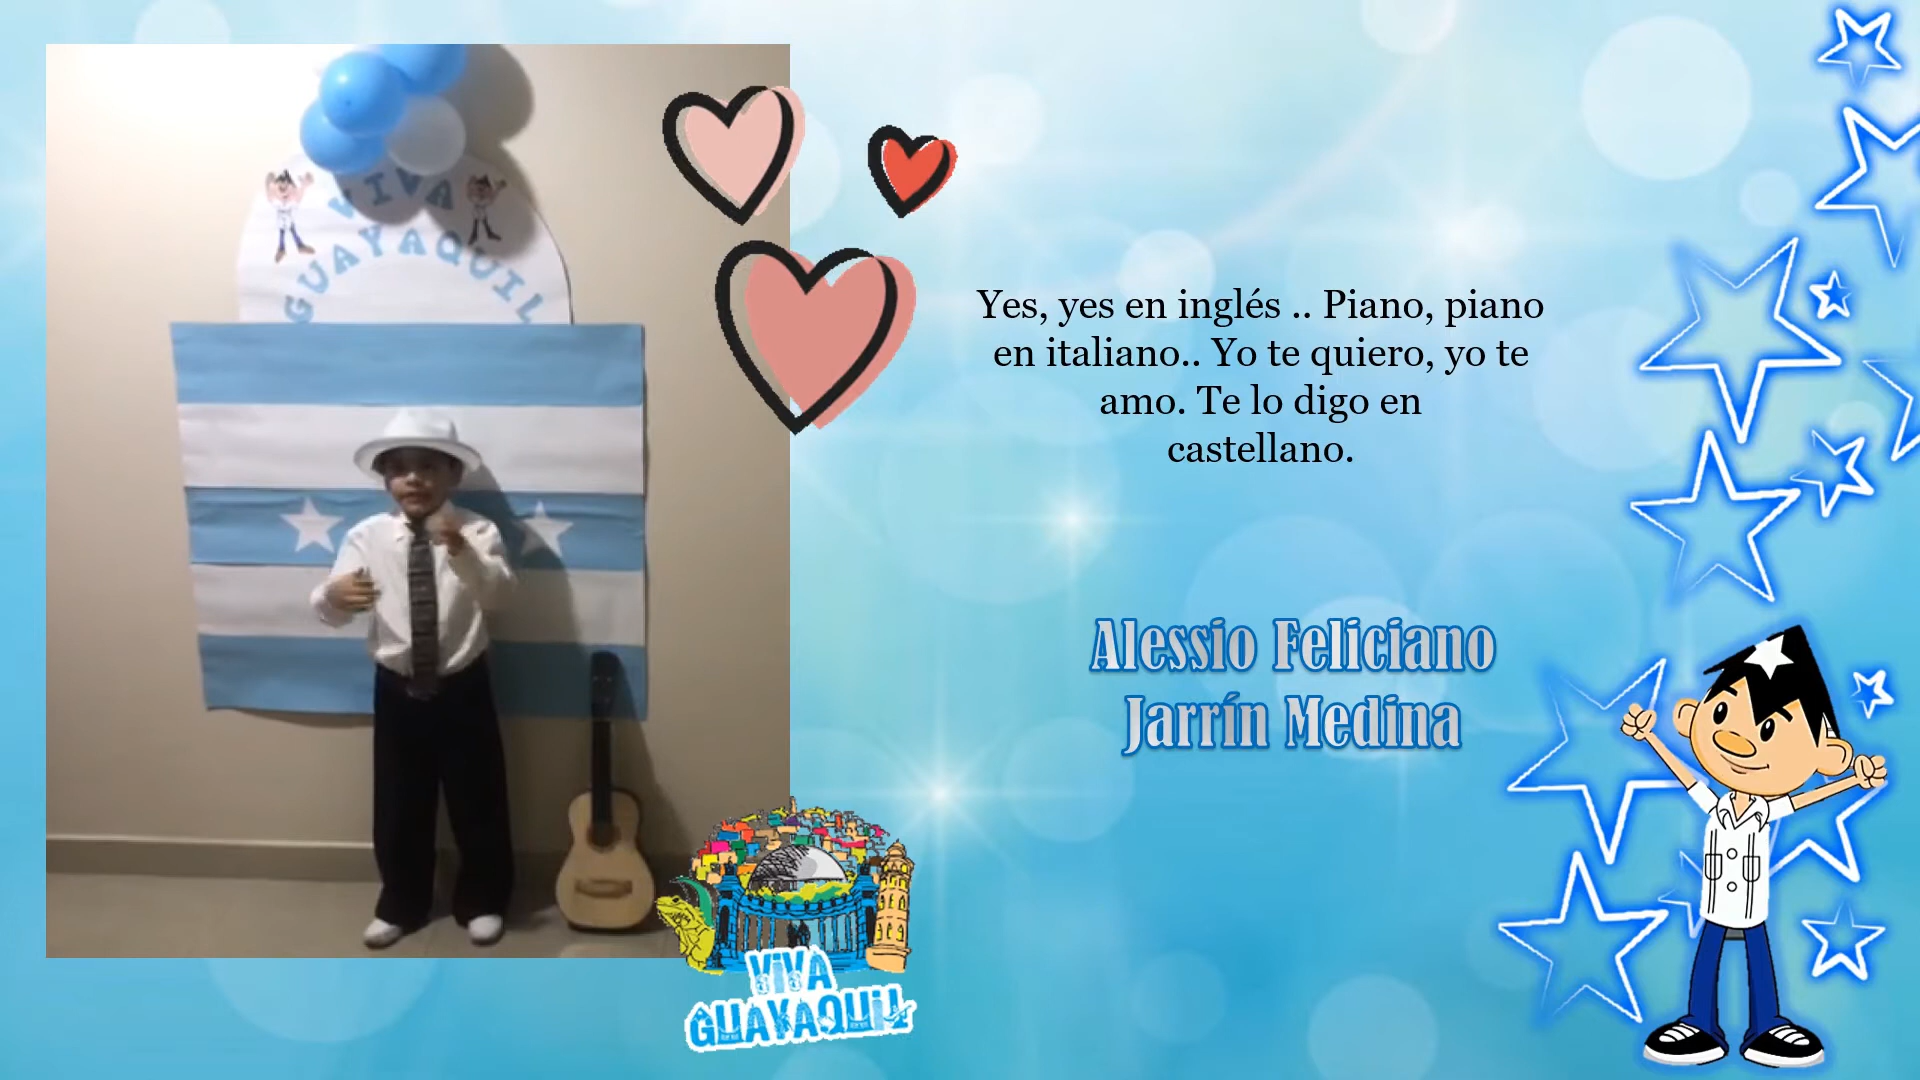 VIVA
GUAYAQUIL
Yes, yes en inglés .. Piano, piano
en italiano.. Yo te quiero, yo te
amo. Te lo digo en
castellano.
Alessio Feliciano
Jarrín Medina
VIVA
GUAYAQUIL